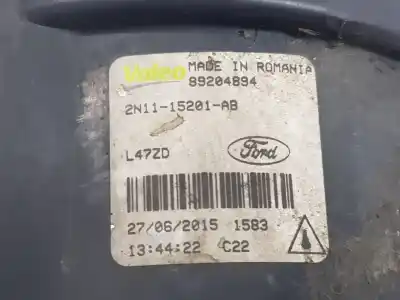 Valeo MADE IN ROMANIA
89204894
2N11-15201-AB
L47ZD Ford
27/06/2015 1583
13:44:22 C22